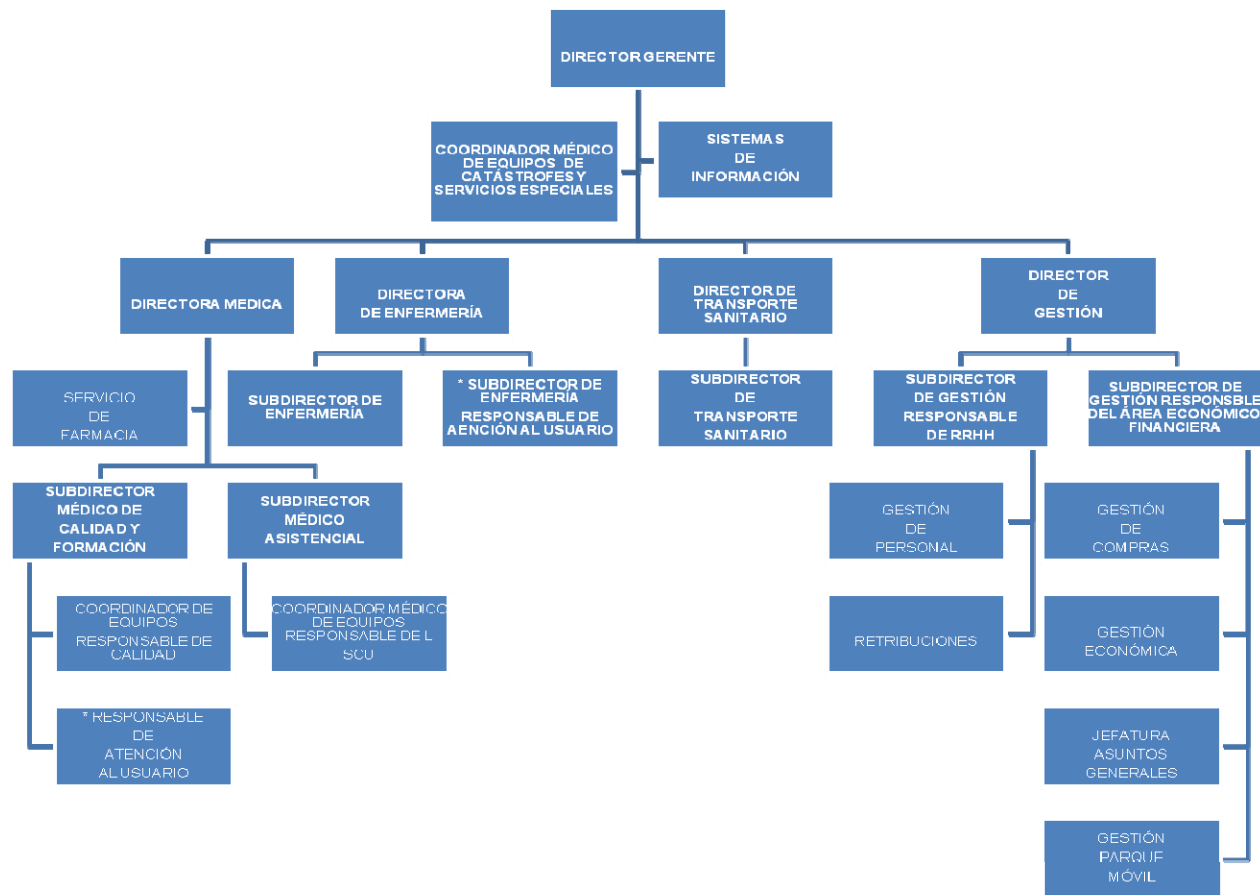 DIRECTOR GERENTE
COORDINADOR MÉDICO
DE EQUIPOS DE
CATÁSTROFES Y
SERVICIOS ESPECIALES
SISTEMAS
DE
INFORMACIÓN
DIRECTORA MEDICA
DIRECTORA
DE ENFERMERÍA
DIRECTOR DE
TRANSPORTE
SANITARIO
DIRECTOR
DE
GESTIÓN
SERVICIO
DE
FARMACIA
SUBDIRECTOR DE
ENFERMERÍA
* SUBDIRECTOR DE
ENFERMERÍA
RESPONSABLE DE
AENCIÓN AL USUARIO
SUBDIRECTOR
DE
TRANSPORTE
SANITARIO
SUBDIRECTOR
DE GESTIÓN
RESPONSABLE
DE RRHH
SUBDIRECTOR DE
GESTIÓN RESPONSBLE
DEL ÁREA ECONÓMICO
FINANCIERA
SUBDIRECTOR
MÉDICO DE
CALIDAD Y
FORMACIÓN
SUBDIRECTOR
MÉDICO
ASISTENCIAL
GESTIÓN
DE
PERSONAL
GESTIÓN
DE
COMPRAS
COORDINADOR DE
EQUIPOS
RESPONSABLE DE
CALIDAD
COORDINADOR MÉDICO
DE EQUIPOS
RESPONSABLE DE L
SCU
RETRIBUCIONES
GESTIÓN
ECONÓMICA
* RESPONSABLE
DE
ATENCIÓN
AL USUARIO
JEFATURA
ASUNTOS
GENERALES
GESTIÓN
PARQUE
MÓVIL